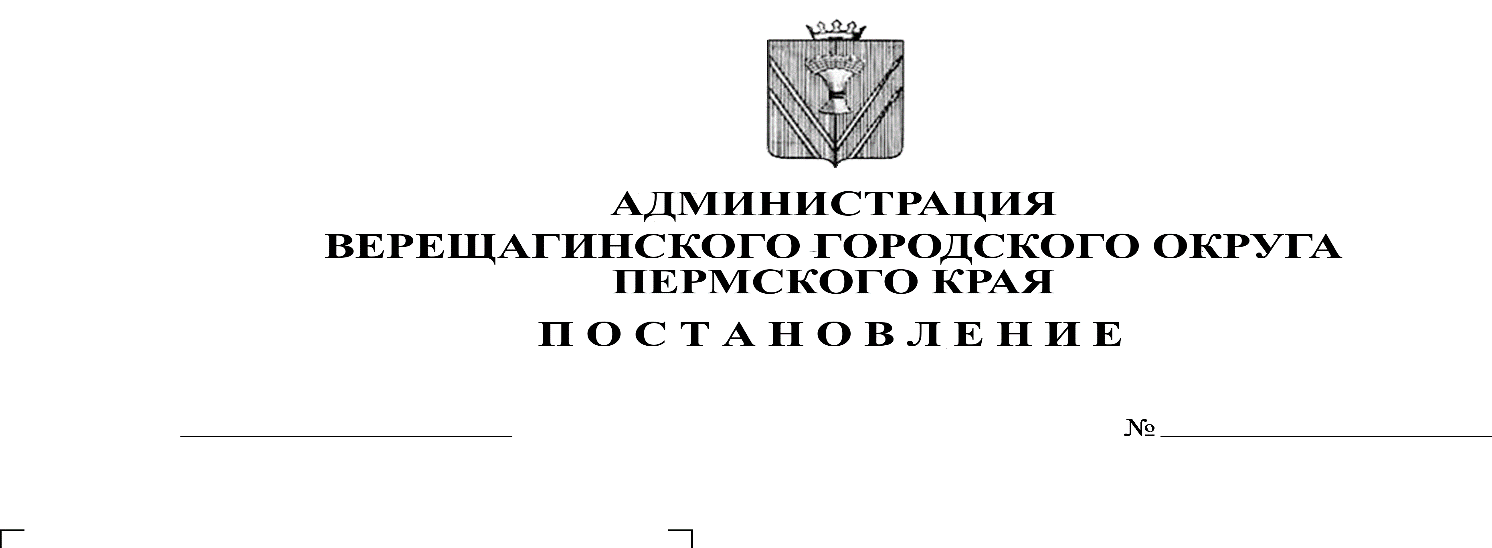 АДМИНИСТРАЦИЯ
ВЕРЕЩАГИНСКОГО ГОРОДСКОГО ОКРУГА
ПЕРМСКОГО КРАЯ
П О С Т А Н О В Л Е Н И Е
№